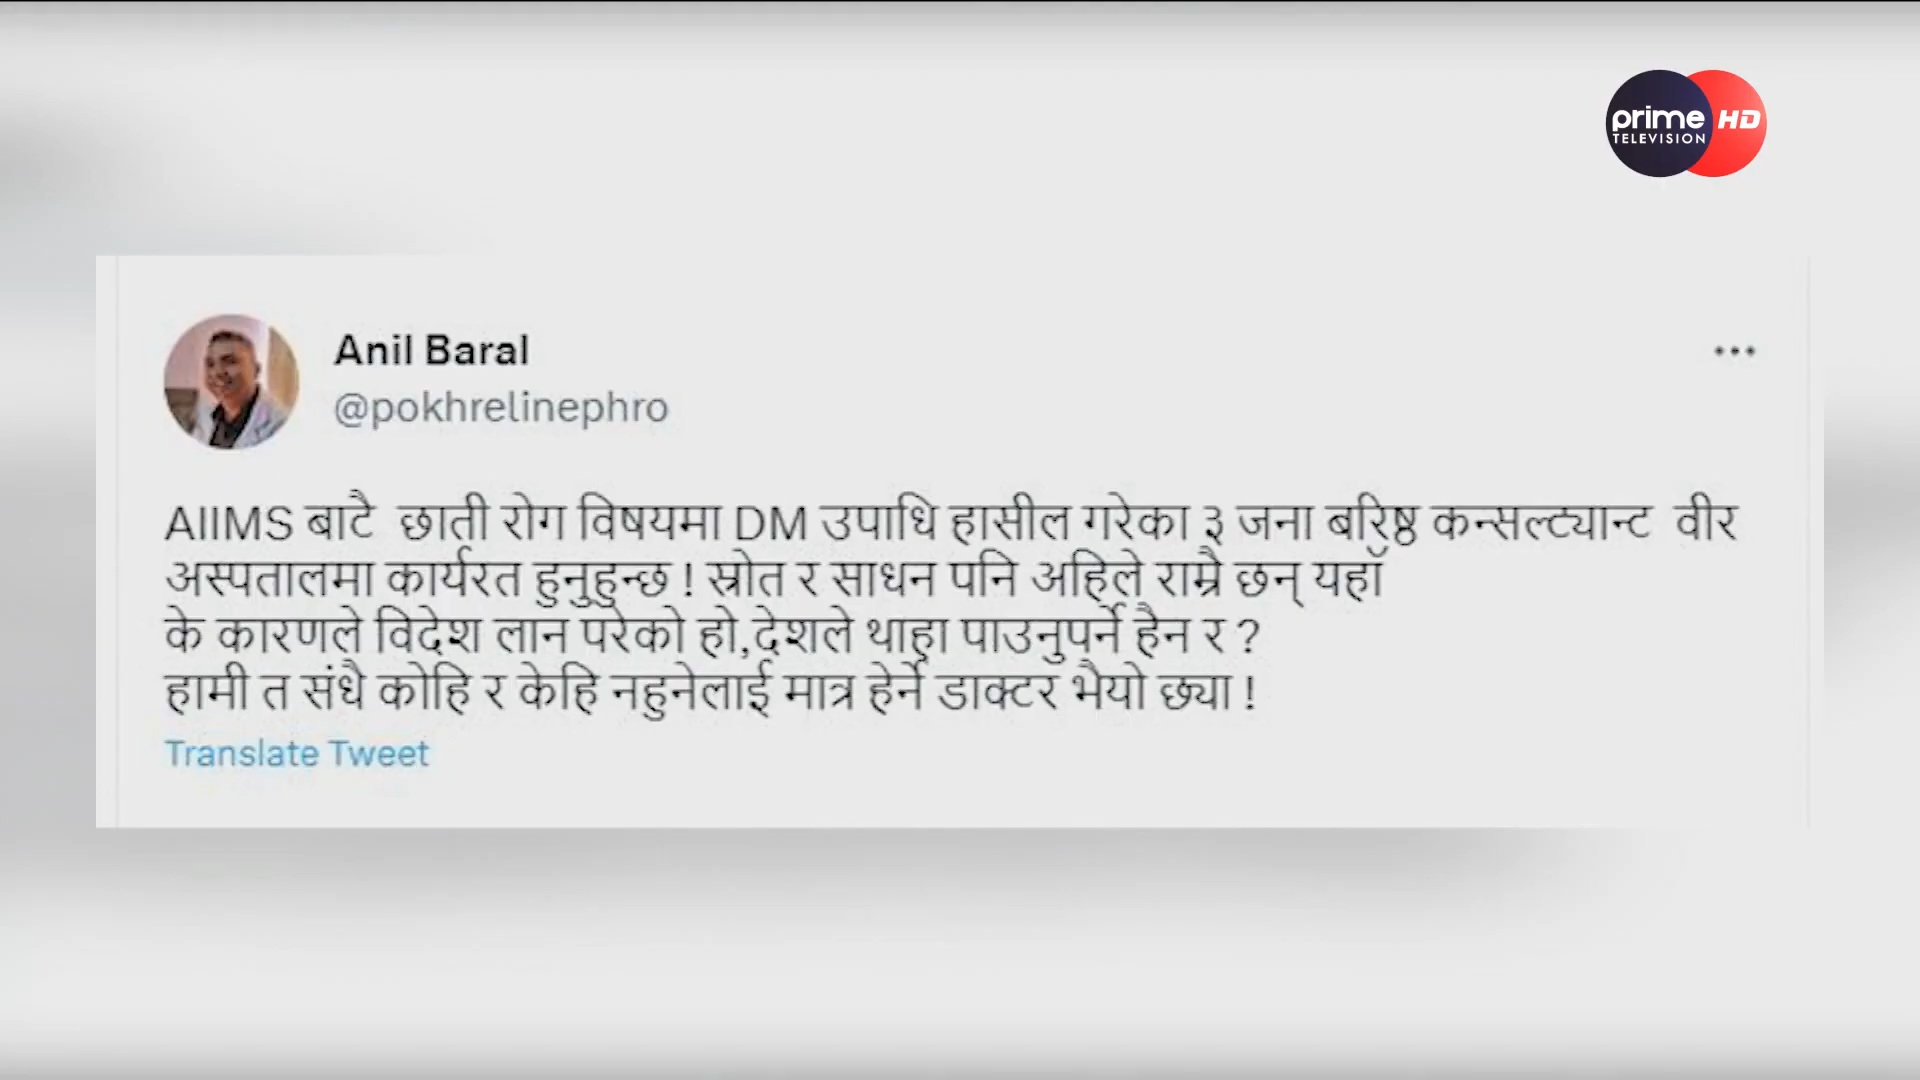 prime HD
TELEVISION
Anil Baral
@pokhrelinephro
AIIMS बाटै छाती रोग विषयमा DM उपाधि हासील गरेका ३ जना बरिष्ठ कन्सल्ट्यान्ट वीर
अस्पतालमा कार्यरत हुनुहुन्छ ! स्रोत र साधन पनि अहिले राम्रै छन् यहाॅ
के कारणले विदेश लान परेको हो,देशले थाहा पाउनुपर्ने हैन र ?
हामी त संधै कोहि र केहि नहुनेलाई मात्र हेर्ने डाक्टर भैयो छ्या !
Translate Tweet